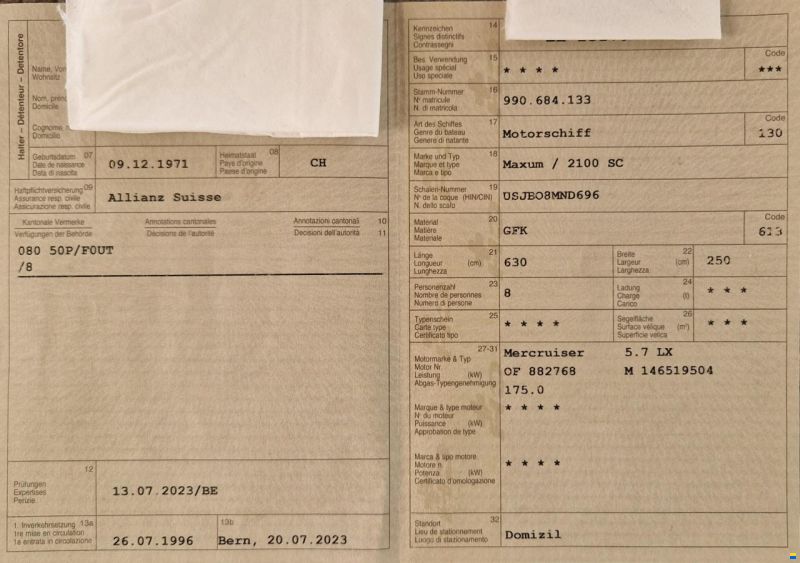 Halter – Détenteur – Detentore
Wohnsitz
Nom, prén
Domicile
Cognome, n
Domicilio
Geburtsdatum 07
Date de naissance
Data di nascita
09.12.1971
Heimatstaat 08
Pays d'origine
Paese d'origine
CH
Haftpflichtversicherung 09
Assurance resp. civile
Assicurazione resp. civile
Allianz Suisse
Kantonale Vermerke Annotations cantonales Annotazioni cantonali 10
Verfügungen der Behörde Décisions de l'autorité Decisioni dell'autorità 11
080 50P/F0UT
/8
12
Prüfungen
Expertises
Perizie
13.07.2023/BE
1. Inverkehrsetzung 13a
1re mise en circulation
1a entrata in circolazione
26.07.1996
13b
Bern, 20.07.2023
Kennzeichen 14
Signes distinctifs
Contrassegni
Bes. Verwendung 15
Usage spécial
Uso speciale
* * * *
Code
***
Stamm-Nummer 16
N° matricule
N. di matricola
990.684.133
Art des Schiffes 17
Genre du bateau
Genere di natante
Motorschiff
Code
130
Marke und Typ 18
Marque et type
Marca e tipo
Maxum / 2100 SC
Schalen-Nummer 19
N° de la coque (HIN/CIN)
N. dello scafo
USJB08MND696
Material 20
Matière
Materiale
GFK
Code
613
Länge 21
Longueur (cm)
Lunghezza
630
Breite 22
Largeur (cm)
Larghezza
250
Personenzahl 23
Nombre de personnes
Numero di persone
8
Ladung 24
Charge (t)
Carico
* * *
Typenschein 25
Carte type
Certificato tipo
* * * *
Segelfläche 26
Surface vélique (m²)
Superficie velica
* * *
27-31
Motormarke & Typ
Motor Nr.
Leistung (kW)
Abgas-Typengenehmigung
Mercruiser 5.7 LX
OF 882768 M 146519504
175.0
Marque & type moteur
N° du moteur
Puissance (kW)
Approbation de type
* * * *
Marca & tipo motore
Motore n.
Potenza (kW)
Certificato d'omologazione
* * * *
Standort 32
Lieu de stationnement
Luogo di stazionamento
Domizil